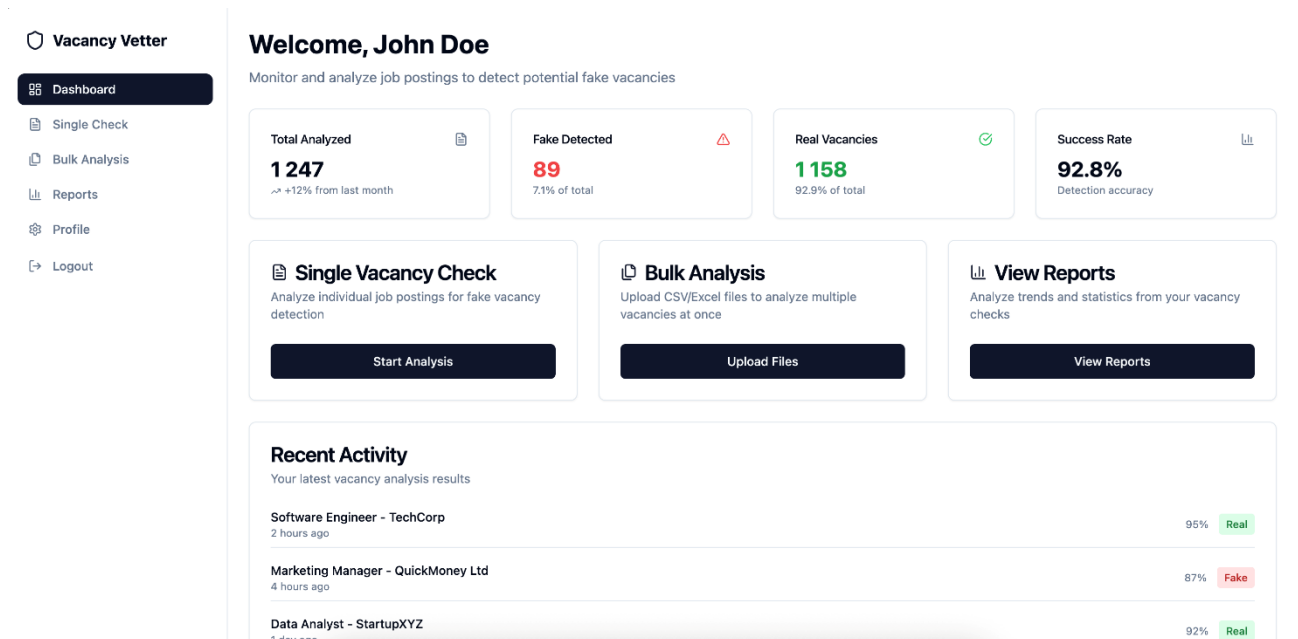 Vacancy Vetter
Dashboard
Single Check
Bulk Analysis
Reports
Profile
Logout
Welcome, John Doe
Monitor and analyze job postings to detect potential fake vacancies
Total Analyzed
1 247
+12% from last month
Fake Detected
89
7.1% of total
Real Vacancies
1 158
92.9% of total
Success Rate
92.8%
Detection accuracy
Single Vacancy Check
Analyze individual job postings for fake vacancy
detection
Start Analysis
Bulk Analysis
Upload CSV/Excel files to analyze multiple
vacancies at once
Upload Files
View Reports
Analyze trends and statistics from your vacancy
checks
View Reports
Recent Activity
Your latest vacancy analysis results
Software Engineer - TechCorp
2 hours ago
95% Real
Marketing Manager - QuickMoney Ltd
4 hours ago
87% Fake
Data Analyst - StartupXYZ
1 day ago
92% Real